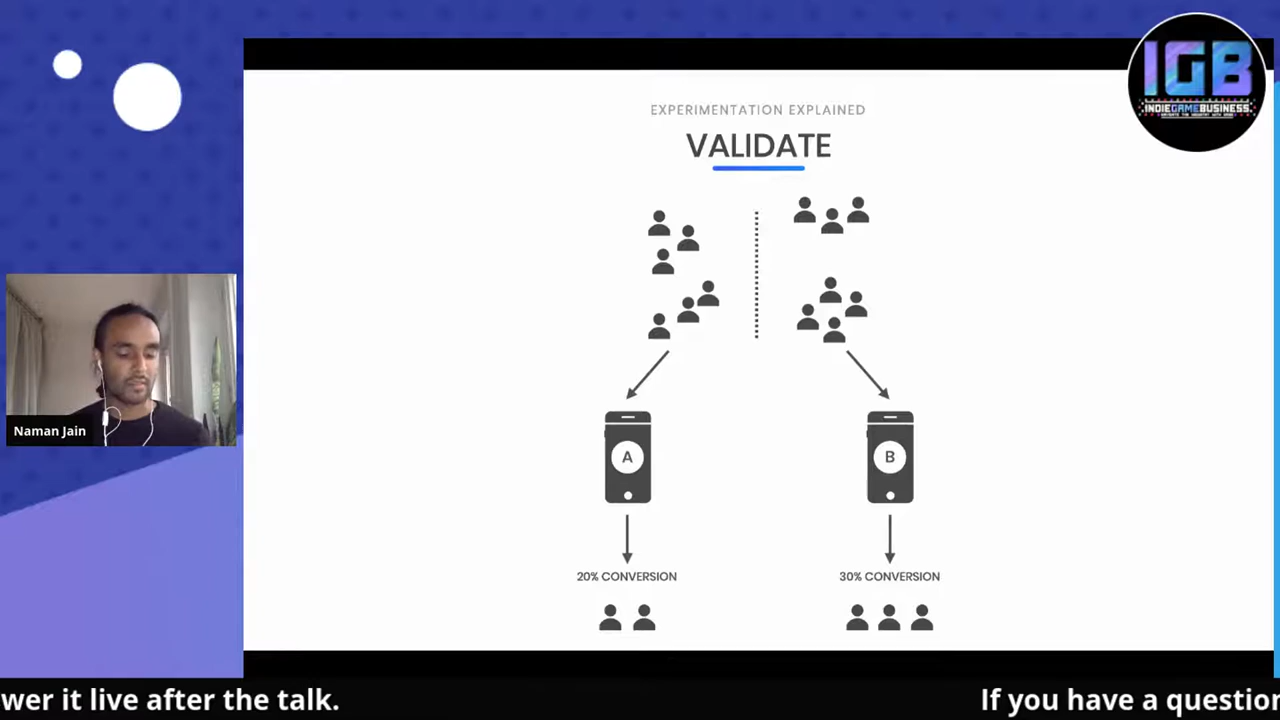 EXPERIMENTATION EXPLAINED
VALIDATE
IGB
INDIEGAMEBUSINESS
Naman Jain
A
B
20% CONVERSION
30% CONVERSION
wer it live after the talk.
If you have a question